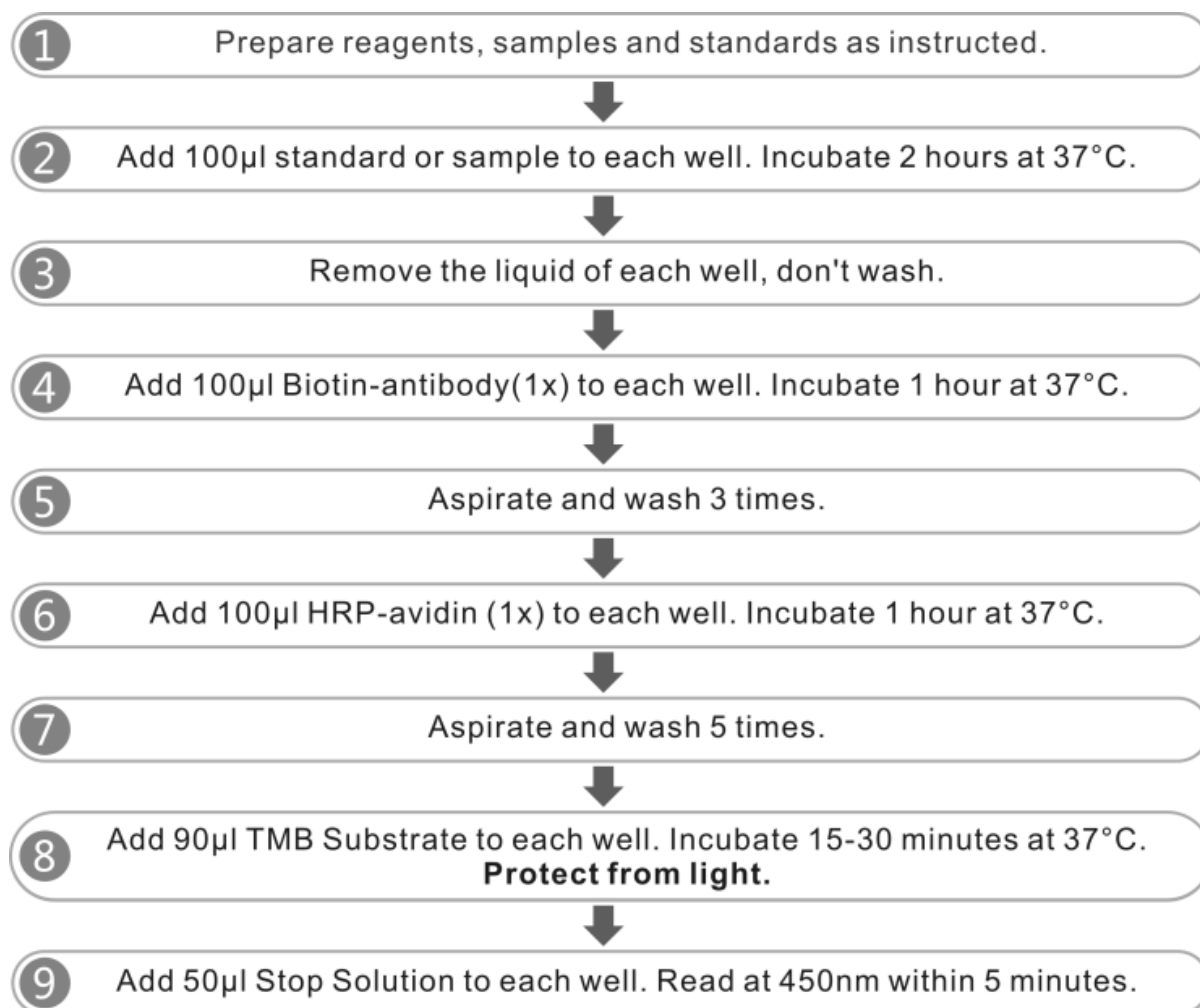 1 Prepare reagents, samples and standards as instructed.
2 Add 100µl standard or sample to each well. Incubate 2 hours at 37°C.
3 Remove the liquid of each well, don't wash.
4 Add 100µl Biotin-antibody(1x) to each well. Incubate 1 hour at 37°C.
5 Aspirate and wash 3 times.
6 Add 100µl HRP-avidin (1x) to each well. Incubate 1 hour at 37°C.
7 Aspirate and wash 5 times.
8 Add 90µl TMB Substrate to each well. Incubate 15-30 minutes at 37°C.
Protect from light.
9 Add 50µl Stop Solution to each well. Read at 450nm within 5 minutes.